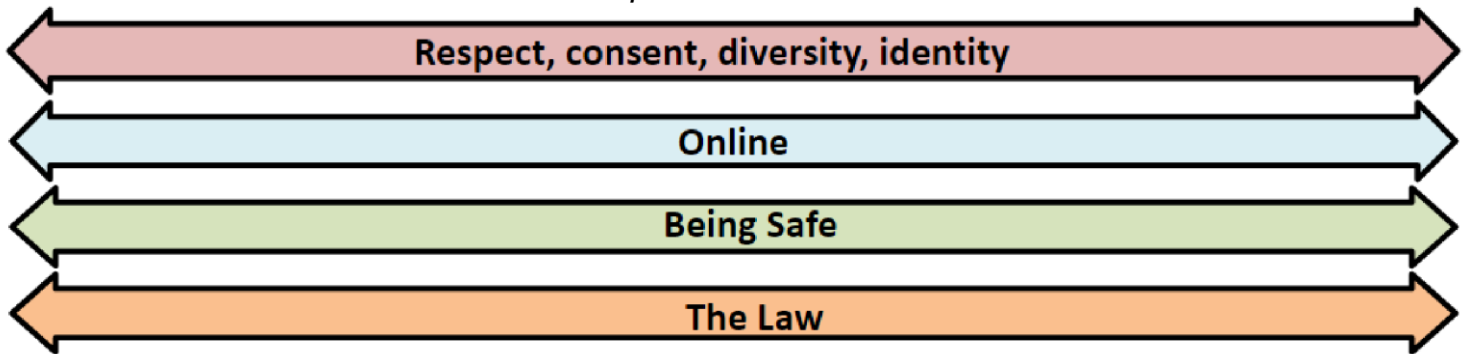 Respect, consent, diversity, identity
Online
Being Safe
The Law